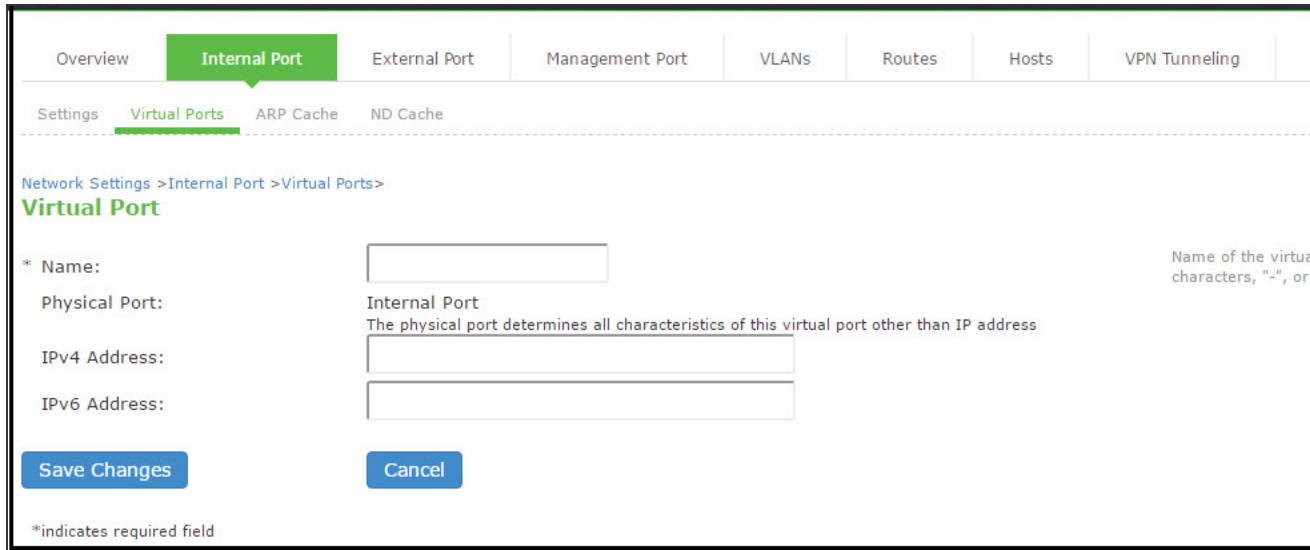 Overview Internal Port External Port Management Port VLANs Routes Hosts VPN Tunneling
Settings Virtual Ports ARP Cache ND Cache
Network Settings >Internal Port >Virtual Ports>
Virtual Port
* Name:
Name of the virtua
characters, "-", or
Physical Port: Internal Port
The physical port determines all characteristics of this virtual port other than IP address
IPv4 Address:
IPv6 Address:
Save Changes Cancel
*indicates required field